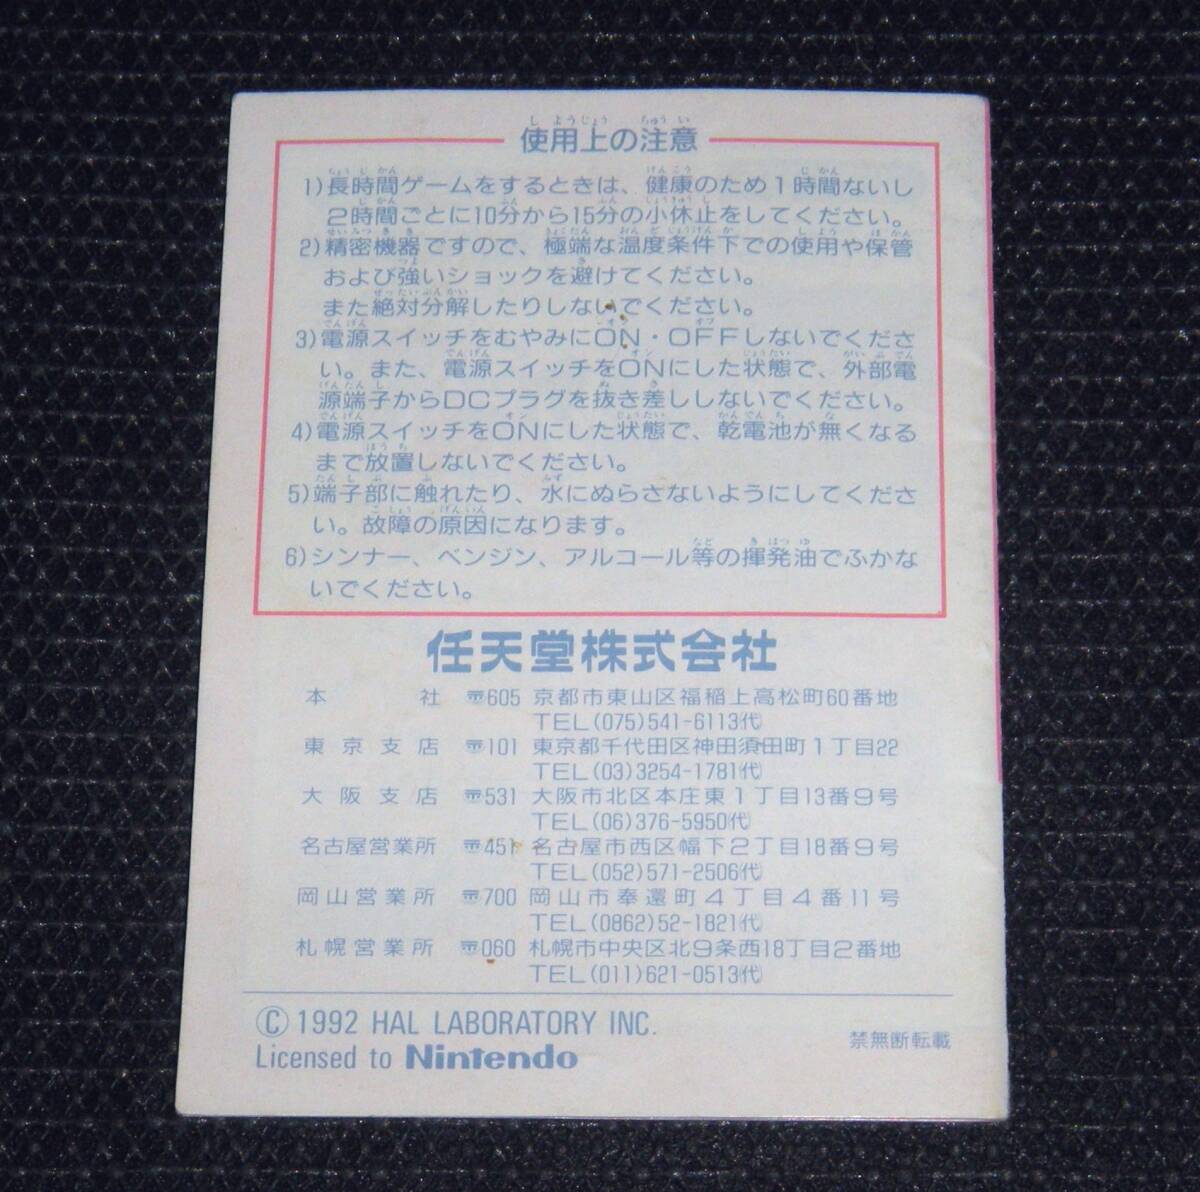 使用上の注意
1)長時間ゲームをするときは、健康のため1時間ないし
2時間ごとに10分から15分の小休止をしてください。
2)精密機器ですので、極端な温度条件下での使用や保管
および強いショックを避けてください。
また絶対分解したりしないでください。
3)電源スイッチをむやみにON・OFFしないでくださ
い。また、電源スイッチをONにした状態で、外部電
源端子からDCプラグを抜き差ししないでください。
4)電源スイッチをONにした状態で、乾電池が無くなる
まで放置しないでください。
5)端子部に触れたり、水にぬらさないようにしてくださ
い。故障の原因になります。
6)シンナー、ベンジン、アルコール等の揮発油でふかな
いでください。
任天堂株式会社
本社 〒605 京都市東山区福稲上高松町60番地
TEL(075)541-6113代
東京支店 〒101 東京都千代田区神田須田町1丁目22
TEL(03)3254-1781代
大阪支店 〒531 大阪市北区本庄東1丁目13番9号
TEL(06)376-5950代
名古屋営業所 〒451 名古屋市西区幅下2丁目18番9号
TEL(052)571-2506代
岡山営業所 〒700 岡山市奉還町4丁目4番11号
TEL(0862)52-1821代
札幌営業所 〒060 札幌市中央区北9条西18丁目2番地
TEL(011)621-0513代
© 1992 HAL LABORATORY INC.
Licensed to Nintendo
禁無断転載